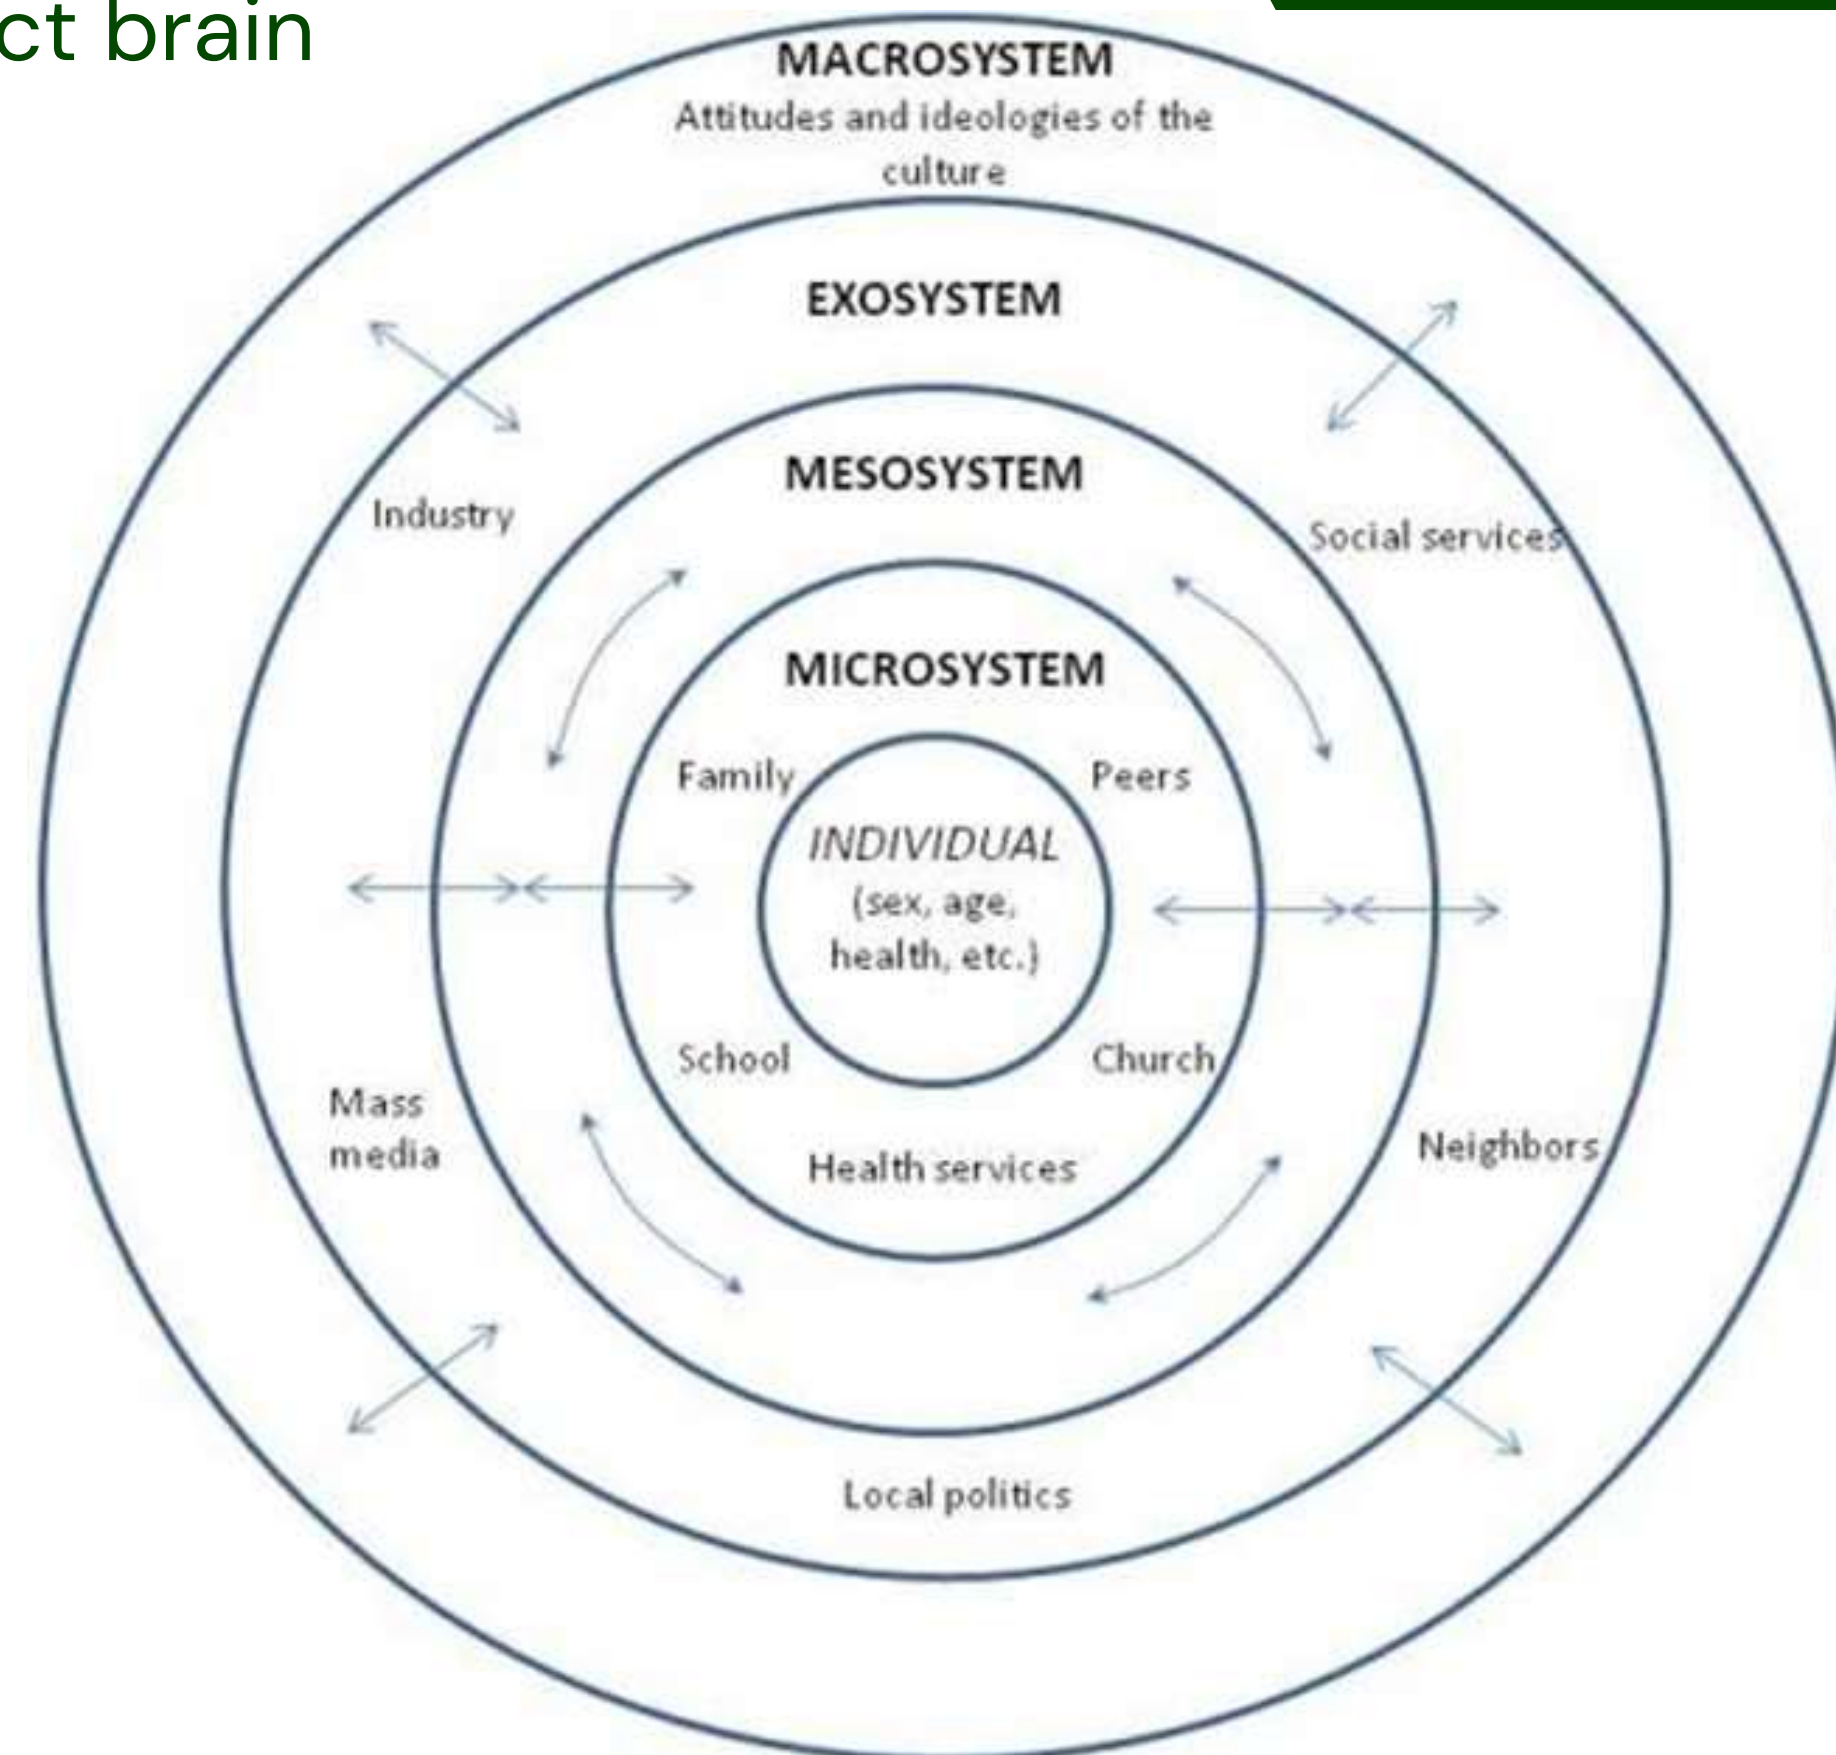 ct brain
MACROSYSTEM
Attitudes and ideologies of the
culture
EXOSYSTEM
MESOSYSTEM
Industry
Social services
MICROSYSTEM
Family
Peers
INDIVIDUAL
(sex, age,
health, etc.)
School
Church
Mass
media
Health services
Neighbors
Local politics